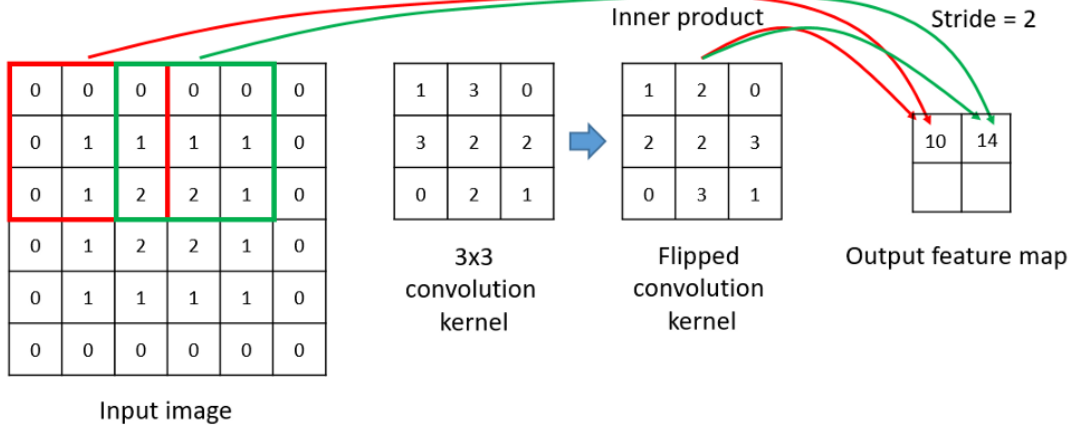 Inner product
Stride = 2
0 0 0 0 0 0
0 1 1 1 1 0
0 1 2 2 1 0
0 1 2 2 1 0
0 1 1 1 1 0
0 0 0 0 0 0
Input image
1 3 0
3 2 2
0 2 1
3x3
convolution
kernel
1 2 0
2 2 3
0 3 1
Flipped
convolution
kernel
10 14
Output feature map